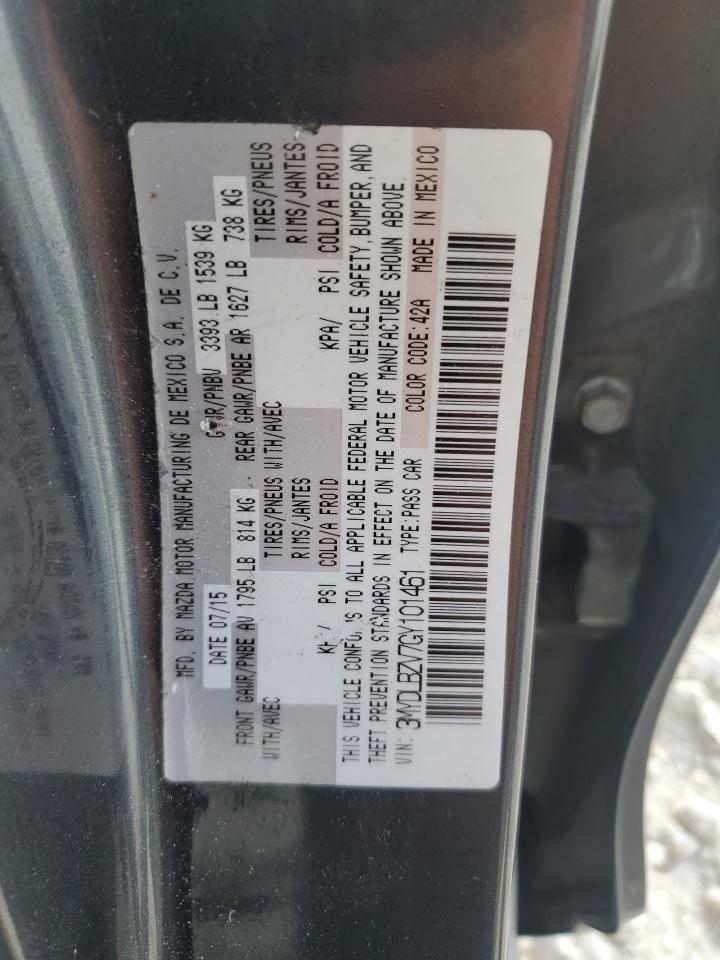 MFD. BY MAZDA MOTOR MANUFACTURING DE MEXICO S.A. DE C.V.
DATE 07/15 GVWR/PNBV 3393 LB 1539 KG
FRONT GAWR/PNBE AV 1795 LB 814 KG REAR GAWR/PNBE AR 1627 LB 738 KG
WITH/AVEC TIRES/PNEUS WITH/AVEC TIRES/PNEUS
RIMS/JANTES RIMS/JANTES
PSI COLD/A FROID KPA/ PSI COLD/A FROID
THIS VEHICLE CONFORMS TO ALL APPLICABLE FEDERAL MOTOR VEHICLE SAFETY, BUMPER, AND
THEFT PREVENTION STANDARDS IN EFFECT ON THE DATE OF MANUFACTURE SHOWN ABOVE.
VIN: 3MYDLBZV7GY101461 TYPE:PASS CAR COLOR CODE:42A MADE IN MEXICO